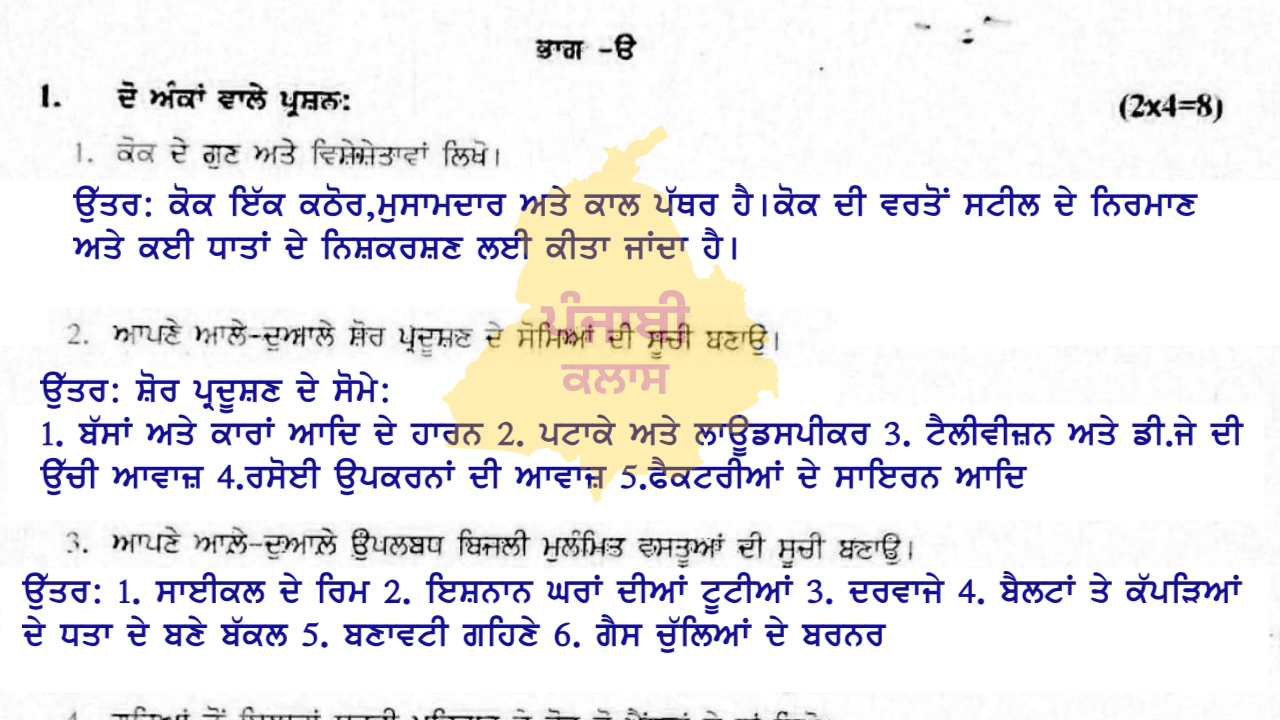 ਭਾਗ -ੳ
1. ਦੋ ਅੰਕਾਂ ਵਾਲੇ ਪ੍ਰਸ਼ਨ: (2x4=8)
1. ਕੋਕ ਦੇ ਗੁਣ ਅਤੇ ਵਿਸ਼ੇਸ਼ੇਤਾਵਾਂ ਲਿਖੋ।
ਉੱਤਰ: ਕੋਕ ਇੱਕ ਕਠੋਰ,ਮੁਸਾਮਦਾਰ ਅਤੇ ਕਾਲ ਪੱਥਰ ਹੈ।ਕੋਕ ਦੀ ਵਰਤੋਂ ਸਟੀਲ ਦੇ ਨਿਰਮਾਣ
ਅਤੇ ਕਈ ਧਾਤਾਂ ਦੇ ਨਿਸ਼ਕਰਸ਼ਣ ਲਈ ਕੀਤਾ ਜਾਂਦਾ ਹੈ।
ਪੰਜਾਬੀ
ਕਲਾਸ
2. ਆਪਣੇ ਆਲੇ-ਦੁਆਲੇ ਸ਼ੋਰ ਪ੍ਰਦੂਸ਼ਣ ਦੇ ਸੋਮਿਆਂ ਦੀ ਸੂਚੀ ਬਣਾਉ।
ਉੱਤਰ: ਸ਼ੋਰ ਪ੍ਰਦੂਸ਼ਣ ਦੇ ਸੋਮੇ:
1. ਬੱਸਾਂ ਅਤੇ ਕਾਰਾਂ ਆਦਿ ਦੇ ਹਾਰਨ 2. ਪਟਾਕੇ ਅਤੇ ਲਾਊਡਸਪੀਕਰ 3. ਟੈਲੀਵੀਜ਼ਨ ਅਤੇ ਡੀ.ਜੇ ਦੀ
ਉੱਚੀ ਆਵਾਜ਼ 4.ਰਸੋਈ ਉਪਕਰਨਾਂ ਦੀ ਆਵਾਜ਼ 5.ਫੈਕਟਰੀਆਂ ਦੇ ਸਾਇਰਨ ਆਦਿ
3. ਆਪਣੇ ਆਲ਼ੇ-ਦੁਆਲ਼ੇ ਉਪਲਬਧ ਬਿਜਲੀ ਮੁਲੰਮਿਤ ਵਸਤੂਆਂ ਦੀ ਸੂਚੀ ਬਣਾਉ।
ਉੱਤਰ: 1. ਸਾਈਕਲ ਦੇ ਰਿਮ 2. ਇਸ਼ਨਾਨ ਘਰਾਂ ਦੀਆਂ ਟੂਟੀਆਂ 3. ਦਰਵਾਜੇ 4. ਬੈਲਟਾਂ ਤੇ ਕੱਪੜਿਆਂ
ਦੇ ਧਤਾ ਦੇ ਬਣੇ ਬੱਕਲ 5. ਬਣਾਵਟੀ ਗਹਿਣੇ 6. ਗੈਸ ਚੁੱਲਿਆਂ ਦੇ ਬਰਨਰ